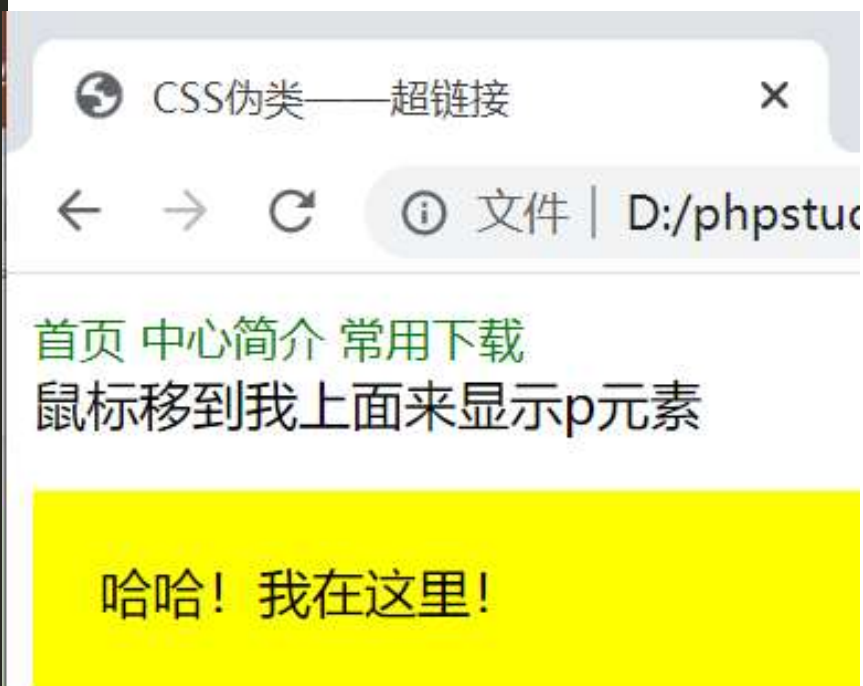 CSS伪类——超链接
文件 D:/phpstud
首页 中心简介 常用下载
鼠标移到我上面来显示p元素
哈哈！我在这里！